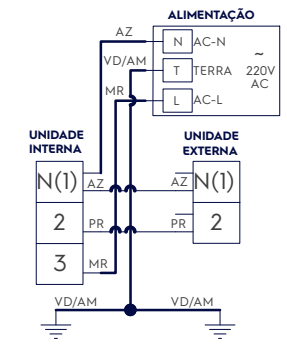 ALIMENTAÇÃO
AZ
N AC-N
VD/AM
T TERRA
~
220V
AC
MR
L AC-L
UNIDADE
INTERNA
UNIDADE
EXTERNA
N(1)
AZ
AZ
N(1)
2
PR
PR
2
3
MR
VD/AM
VD/AM